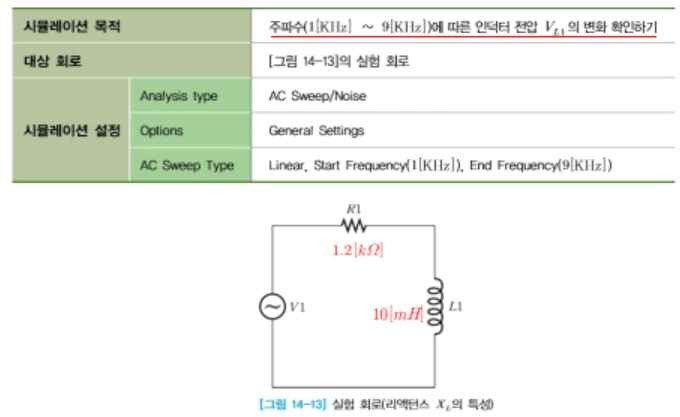 시뮬레이션 목적 주파수(1[KHz] ~ 9[KHz])에 따른 인덕터 전압 V_{L1}의 변화 확인하기
대상 회로 [그림 14-13]의 실험 회로
시뮬레이션 설정 Analysis type AC Sweep/Noise
Options General Settings
AC Sweep Type Linear, Start Frequency(1[KHz]), End Frequency(9[KHz])
R1
1.2[kΩ]
V1
10[mH] L1
[그림 14-13] 실험 회로(리액턴스 X_L의 특성)